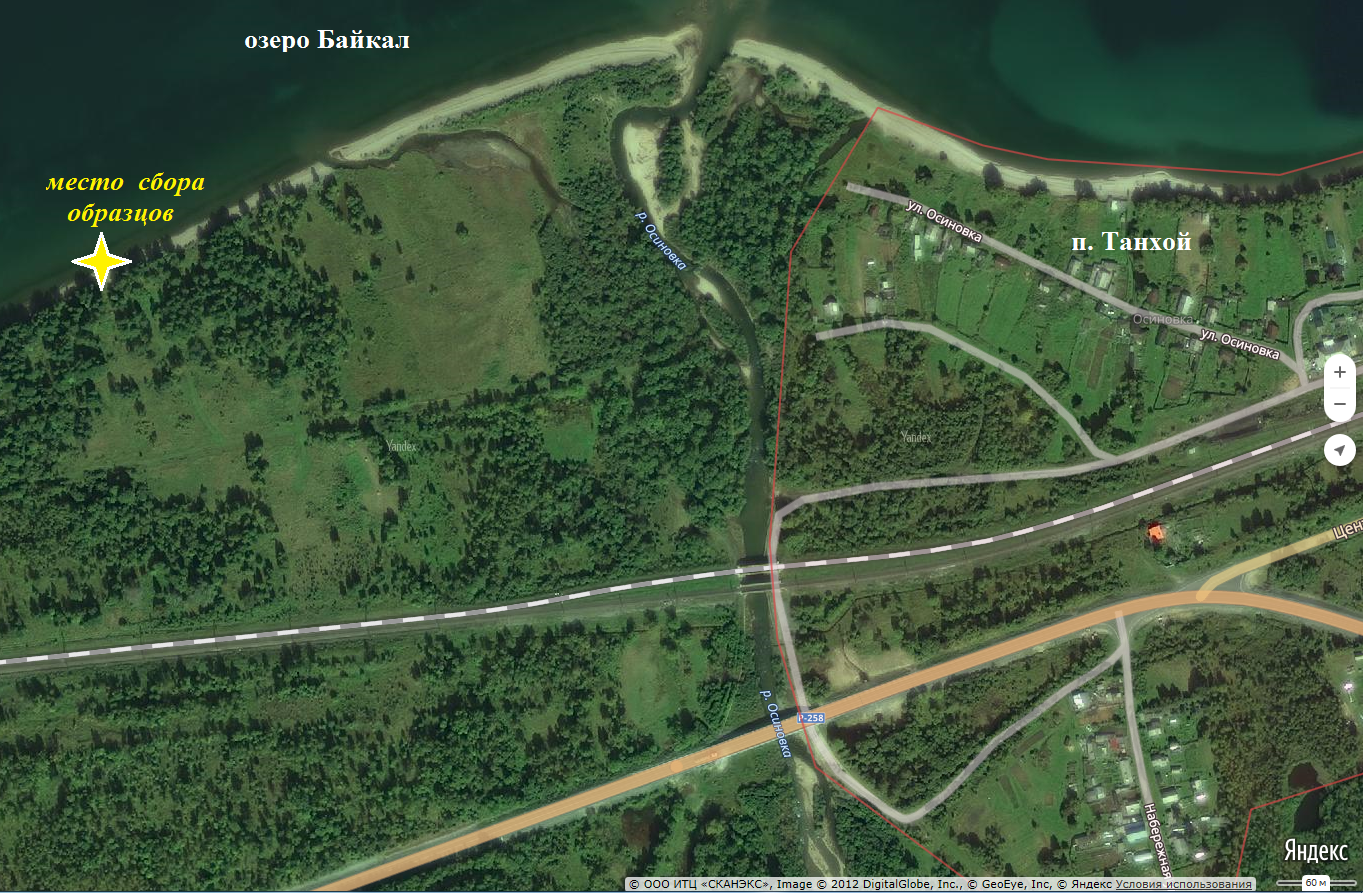 озеро Байкал
место сбора
образцов
ул. Осиновка
р. Осиновка
п. Танхой
Осиновка
ул. Осиновка
+
−
Yandex
Yandex
Цен
Р-258
р. Осиновка
Набережная
Яндекс
© ООО ИТЦ «СКАНЭКС», Image © 2012 DigitalGlobe, Inc., © GeoEye, Inc, © Яндекс Условия использования
60 м